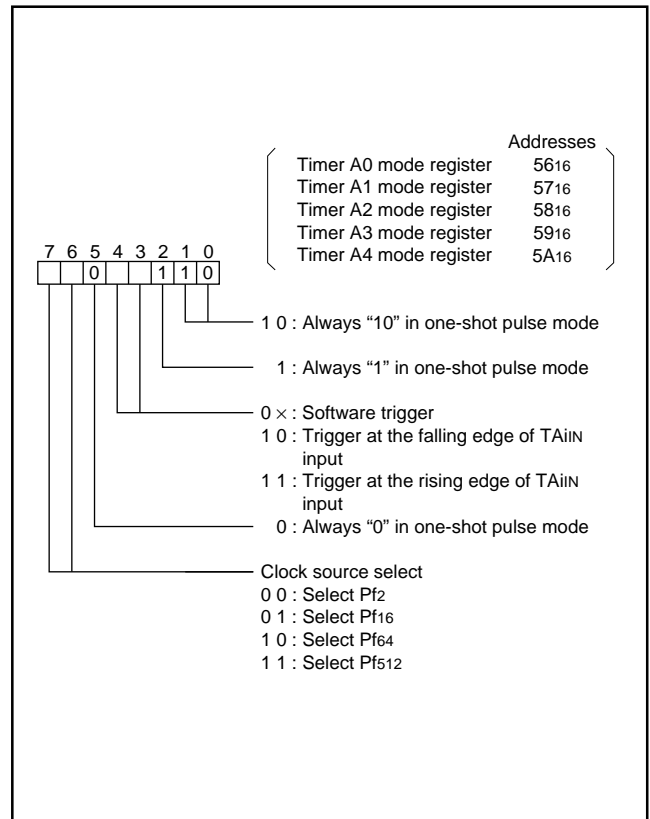 Addresses
Timer A0 mode register 5616
Timer A1 mode register 5716
Timer A2 mode register 5816
Timer A3 mode register 5916
Timer A4 mode register 5A16
7 6 5 4 3 2 1 0
0 1 1 0
1 0 : Always “10” in one-shot pulse mode
1 : Always “1” in one-shot pulse mode
0 × : Software trigger
1 0 : Trigger at the falling edge of TAiIN
input
1 1 : Trigger at the rising edge of TAiIN
input
0 : Always “0” in one-shot pulse mode
Clock source select
0 0 : Select Pf2
0 1 : Select Pf16
1 0 : Select Pf64
1 1 : Select Pf512